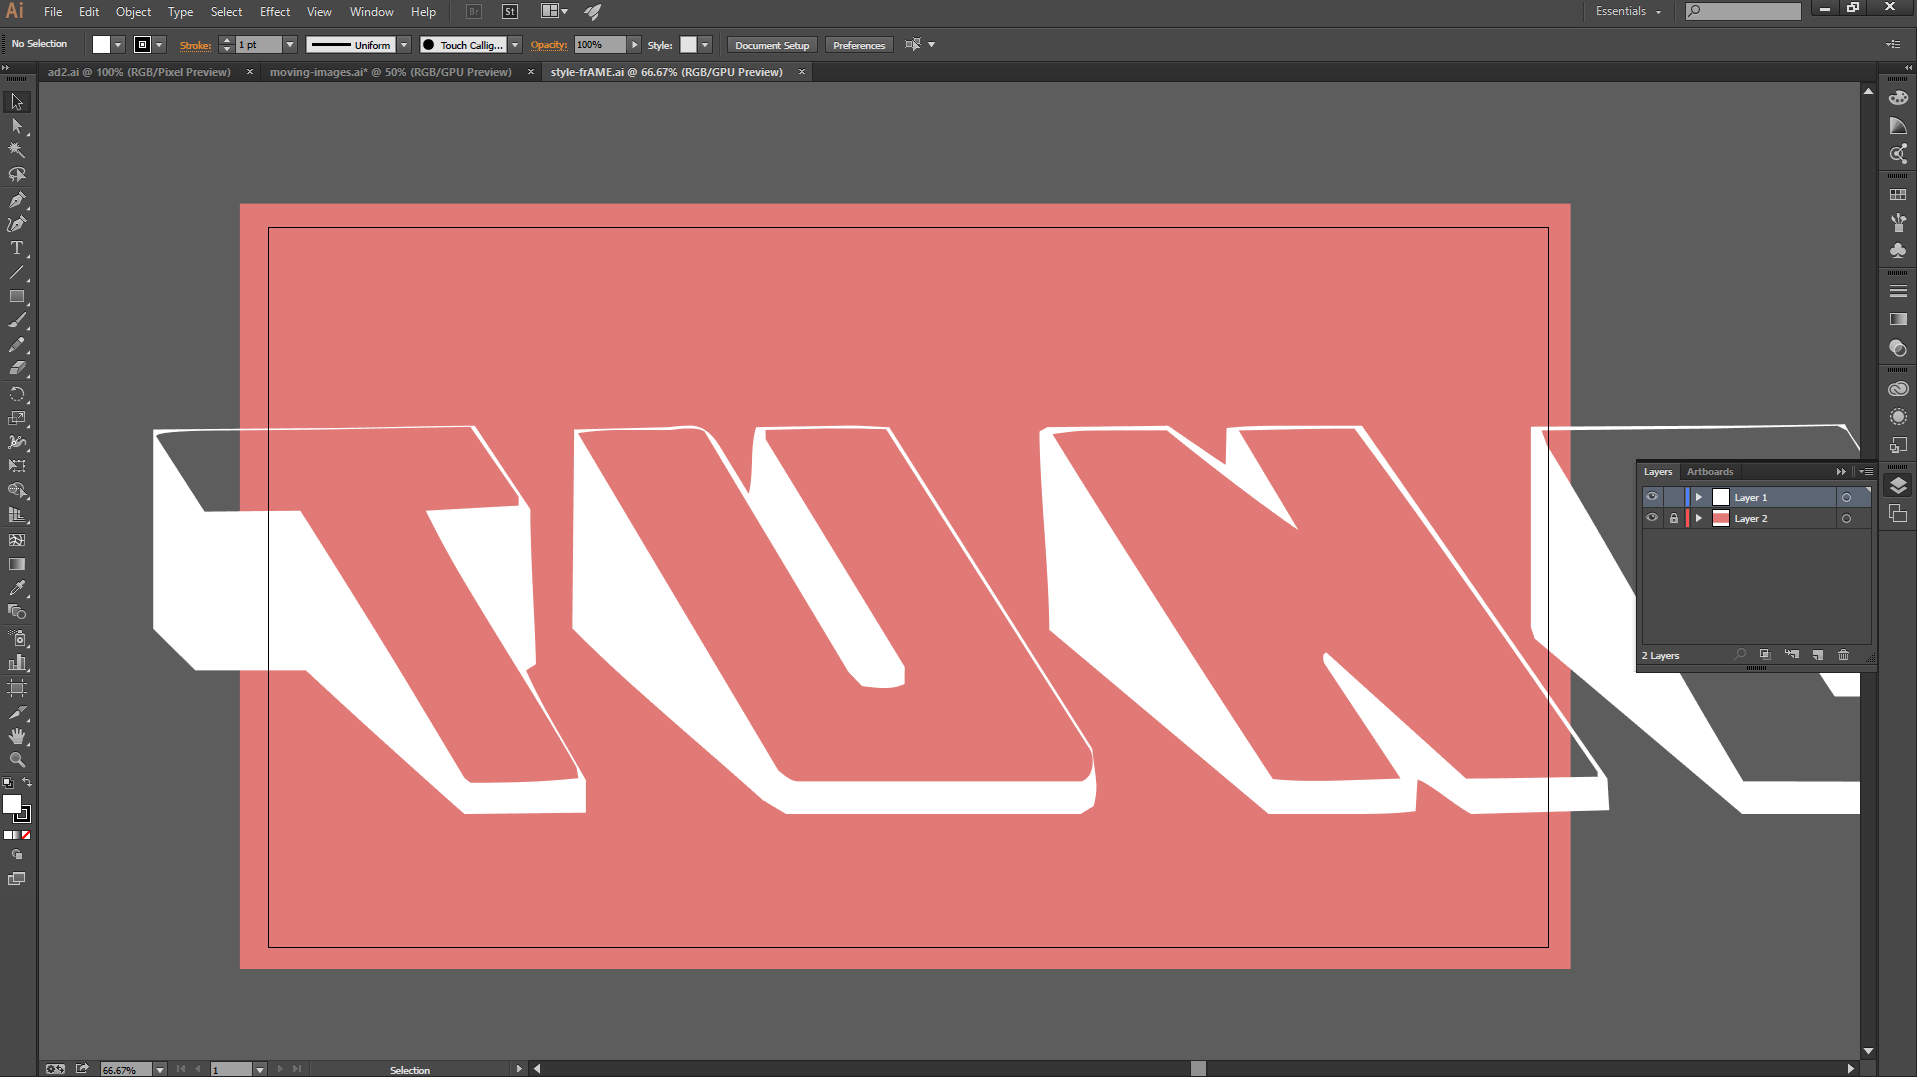 Ai File Edit Object Type Select Effect View Window Help Br St Essentials
No Selection Stroke: 1 pt Uniform Touch Callig... Opacity: 100% Style: Document Setup Preferences
ad2.ai @ 100% (RGB/Pixel Preview) moving-images.ai* @ 50% (RGB/GPU Preview) style-frAME.ai @ 66.67% (RGB/GPU Preview)
TUN
Layers Artboards
Layer 1
Layer 2
2 Layers
66.67% 1 Selection